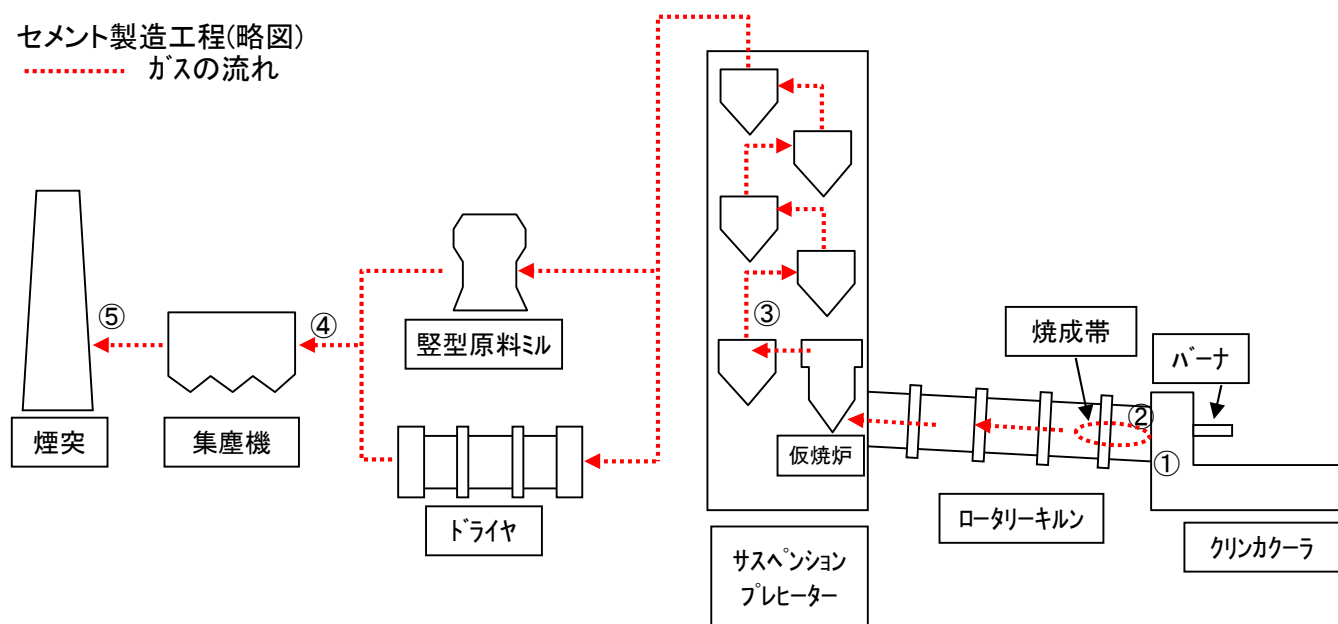 セメント製造工程(略図)
ガスの流れ
⑤
④
竪型原料ミル
煙突
集塵機
ドライヤ
③
仮焼炉
サスペンション
プレヒーター
焼成帯
バーナ
②
①
ロータリーキルン
クリンカクーラ